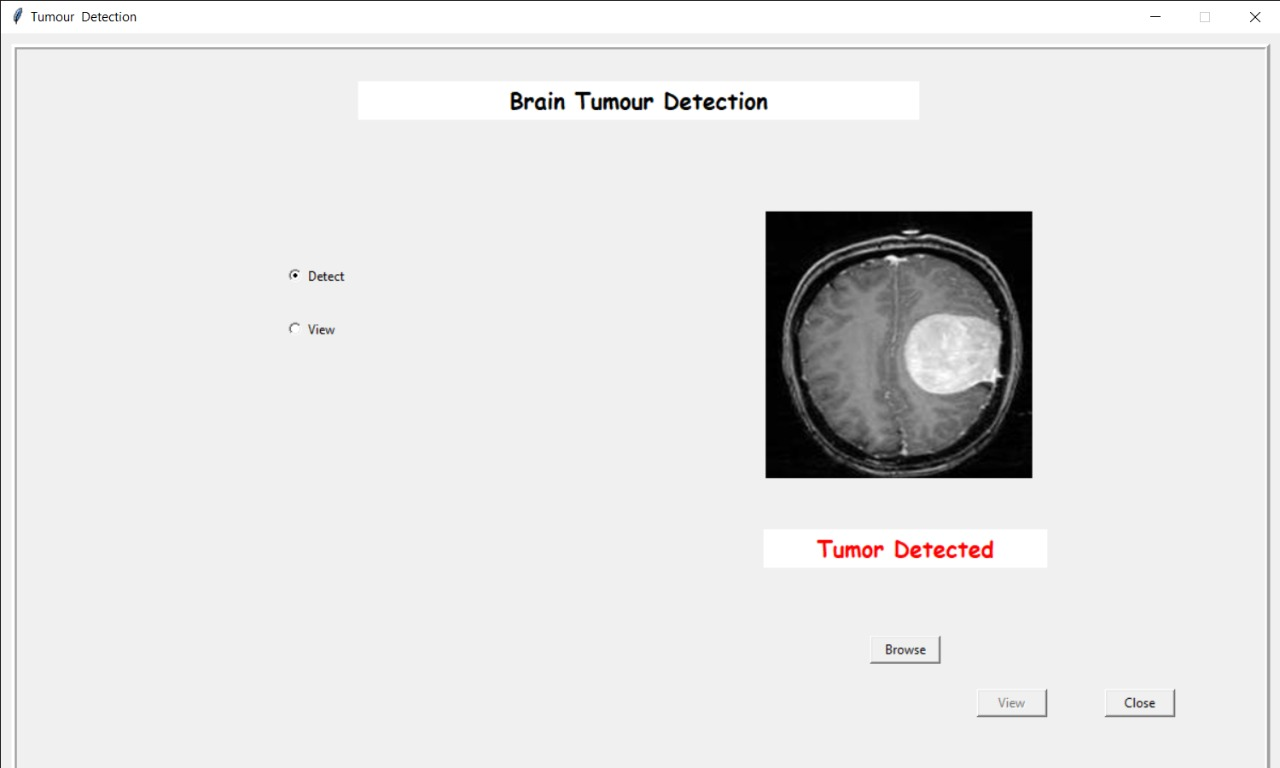 Tumour  Detection
Brain Tumour Detection
Detect
View
Tumor Detected
Browse
View
Close